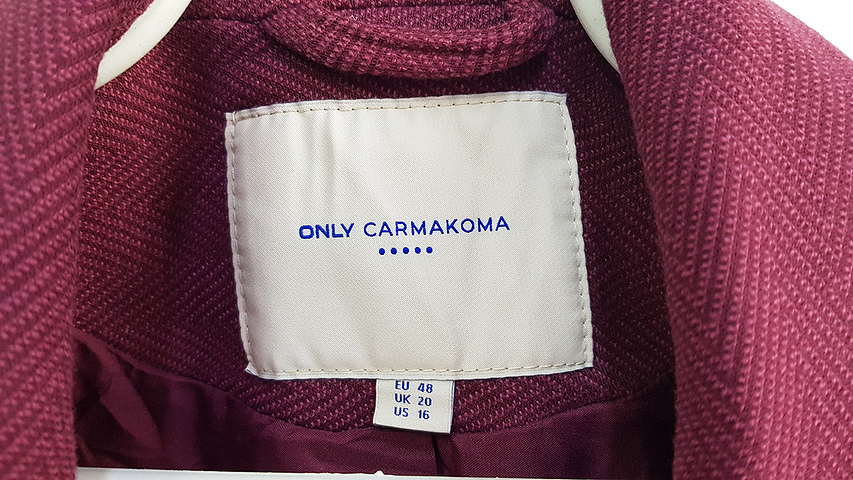 ONLY CARMAKOMA
EU 48
UK 20
US 16